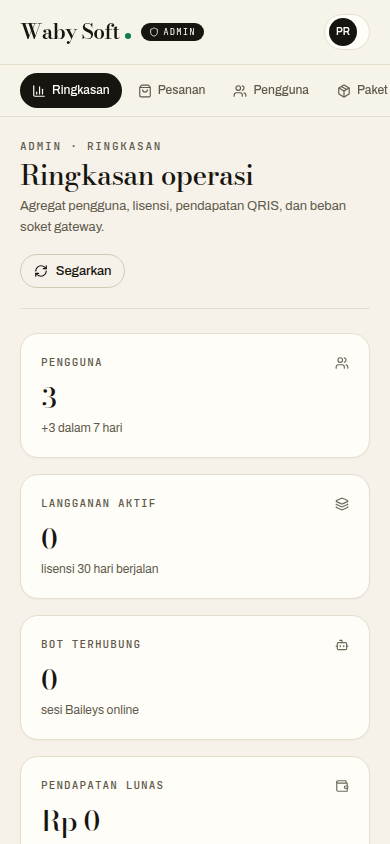 Waby Soft
ADMIN
PR
Ringkasan
Pesanan
Pengguna
Paket
ADMIN · RINGKASAN
Ringkasan operasi
Agregat pengguna, lisensi, pendapatan QRIS, dan beban
soket gateway.
Segarkan
PENGGUNA
3
+3 dalam 7 hari
LANGGANAN AKTIF
0
lisensi 30 hari berjalan
BOT TERHUBUNG
0
sesi Baileys online
PENDAPATAN LUNAS
Rp 0